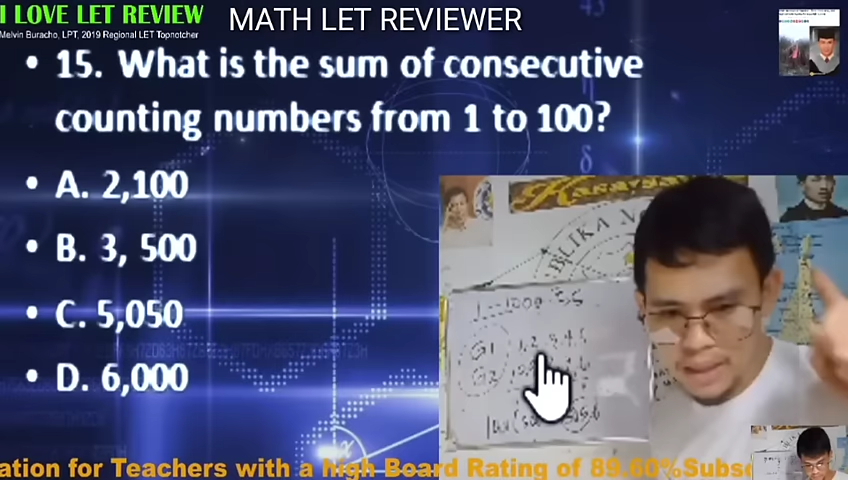 I LOVE LET REVIEW
Melvin Buracho, LPT, 2019 Regional LET Topnotcher
MATH LET REVIEWER
• 15. What is the sum of consecutive
counting numbers from 1 to 100?
• A. 2,100
• B. 3, 500
• C. 5,050
• D. 6,000
G1
G2
ation for Teachers with a high Board Rating of 89.60%Subs